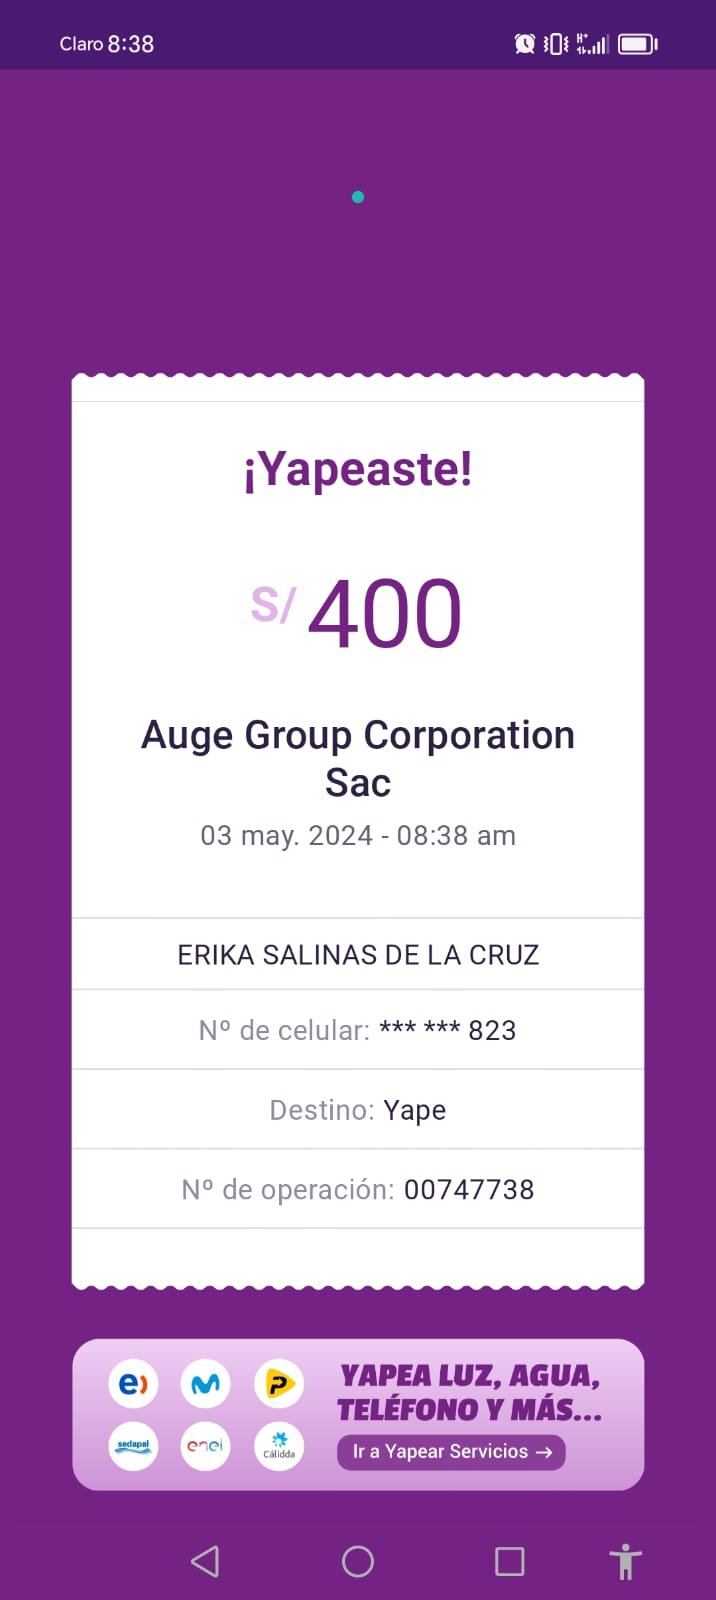 Claro 8:38
H+
¡Yapeaste!
S/ 400
Auge Group Corporation
Sac
03 may. 2024 - 08:38 am
ERIKA SALINAS DE LA CRUZ
Nº de celular: *** *** 823
Destino: Yape
Nº de operación: 00747738
YAPEA LUZ, AGUA,
TELÉFONO Y MÁS...
Ir a Yapear Servicios →
e)
P
sedapal
enel
Cálidda